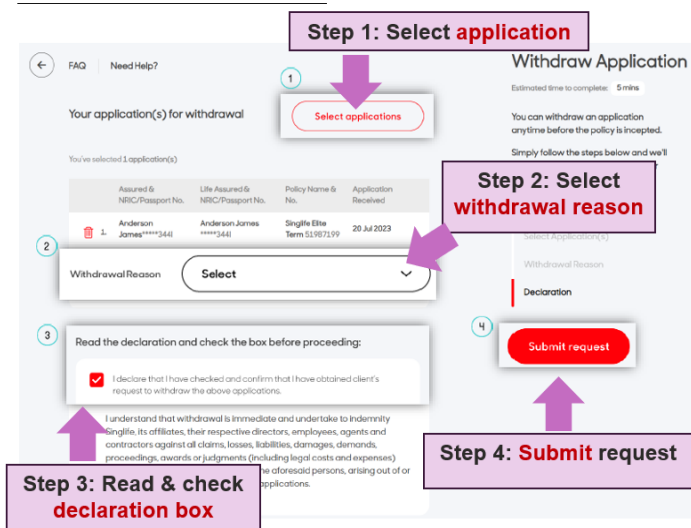 Step 1: Select application
FAQ
Need Help?
1
Your application(s) for withdrawal
Select applications
You've selected 1 application(s)
Assured & NRIC/Passport No.
Life Assured & NRIC/Passport No.
Policy Name & No.
Application Received
1.
Anderson James*****3441
Anderson James *****3441
Singlife Elite Term 51987199
20 Jul 2023
2
Withdrawal Reason
Select
3
Read the declaration and check the box before proceeding:
I declare that I have checked and confirm that I have obtained client's
request to withdraw the above applications.
I understand that withdrawal is immediate and undertake to indemnity
Singlife, its affiliates, their respective directors, employees, agents and
contractors against all claims, losses, liabilities, damages, demands,
proceedings, awards or judgments (including legal costs and expenses)
aforesaid persons, arising out of or
applications.
Step 3: Read & check
declaration box
Withdraw Application
Estimated time to complete: 5 mins
You can withdraw an application
anytime before the policy is incepted.
Simply follow the steps below and we'll
Step 2: Select
withdrawal reason
Select Application(s)
Withdrawal Reason
Declaration
4
Submit request
Step 4: Submit request